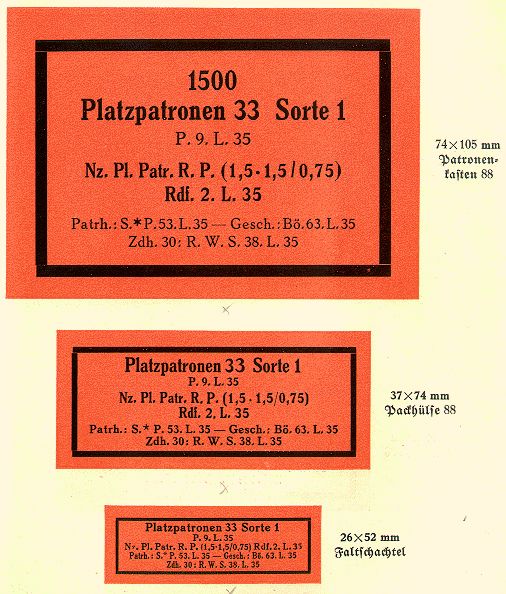 1500
Platzpatronen 33 Sorte 1
P. 9. L. 35
Nz. Pl. Patr. R. P. (1,5·1,5/0,75)
Rdf. 2. L. 35
Patrh.: S.* P. 53. L. 35 — Gesch.: Bö. 63. L. 35
Zdh. 30: R. W. S. 38. L. 35
74×105 mm
Patronen-
kasten 88
Platzpatronen 33 Sorte 1
P. 9. L. 35
Nz. Pl. Patr. R. P. (1,5·1,5/0,75)
Rdf. 2. L. 35
Patrh.: S.* P. 53. L. 35 — Gesch.: Bö. 63. L. 35
Zdh. 30: R. W. S. 38. L. 35
37×74 mm
Packhülse 88
Platzpatronen 33 Sorte 1
P. 9. L. 35
Nz. Pl. Patr. R. P. (1,5·1,5/0,75) Rdf. 2. L. 35
Patrh.: S.* P. 53. L. 35 — Gesch.: Bö. 63. L. 35
Zdh. 30: R. W. S. 38. L. 35
26×52 mm
Faltschachtel